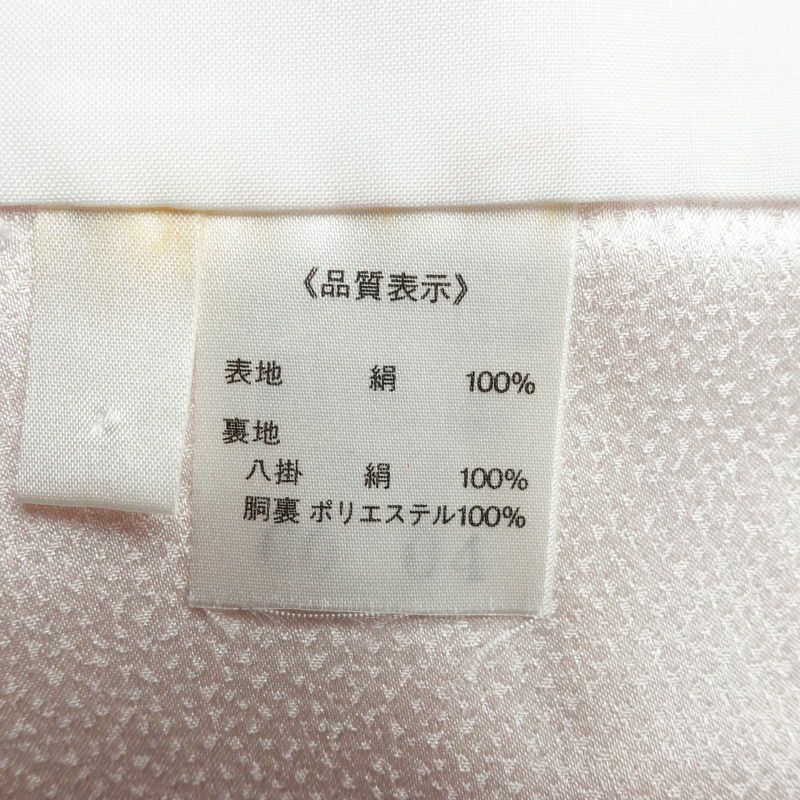 《品質表示》
表地 絹 100%
裏地
八掛 絹 100%
胴裏 ポリエステル100%
04